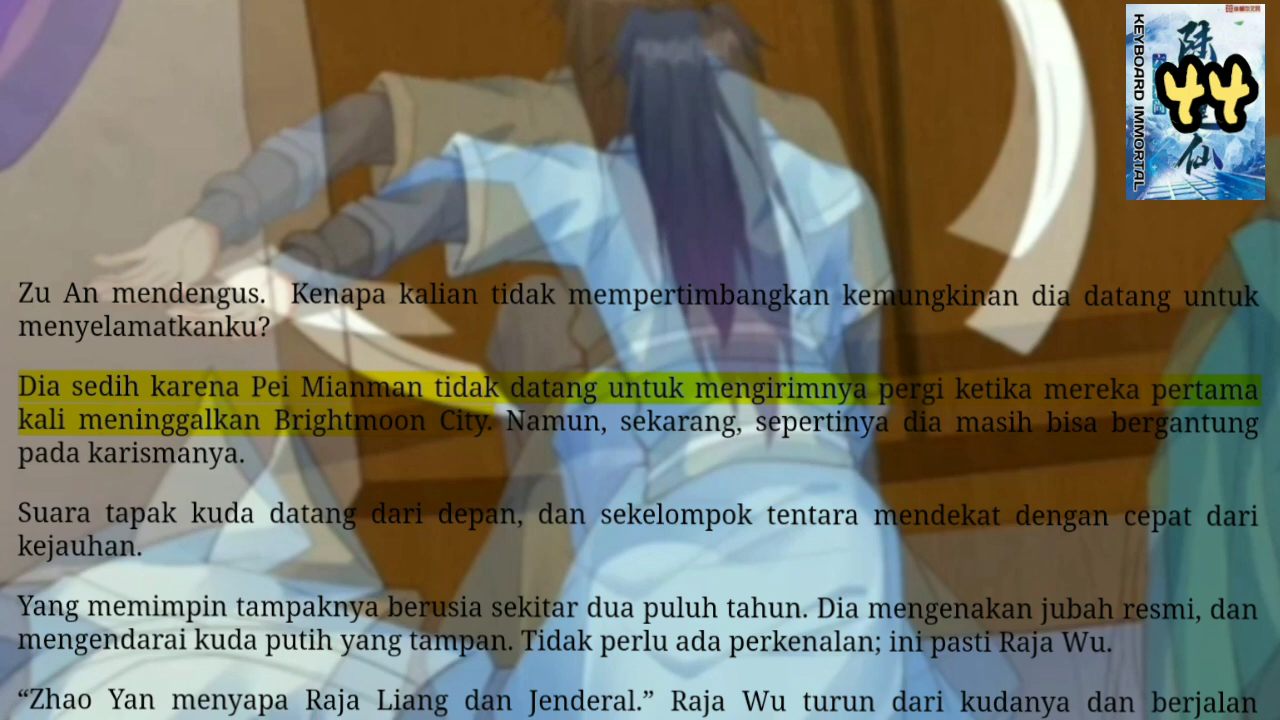 陆
仙
KEYBOARD IMMORTAL
44
Zu An mendengus. Kenapa kalian tidak mempertimbangkan kemungkinan dia datang untuk
menyelamatkanku?
Dia sedih karena Pei Mianman tidak datang untuk mengirimnya pergi ketika mereka pertama
kali meninggalkan Brightmoon City. Namun, sekarang, sepertinya dia masih bisa bergantung
pada karismanya.
Suara tapak kuda datang dari depan, dan sekelompok tentara mendekat dengan cepat dari
kejauhan.
Yang memimpin tampaknya berusia sekitar dua puluh tahun. Dia mengenakan jubah resmi, dan
mengendarai kuda putih yang tampan. Tidak perlu ada perkenalan; ini pasti Raja Wu.
“Zhao Yan menyapa Raja Liang dan Jenderal.” Raja Wu turun dari kudanya dan berjalan